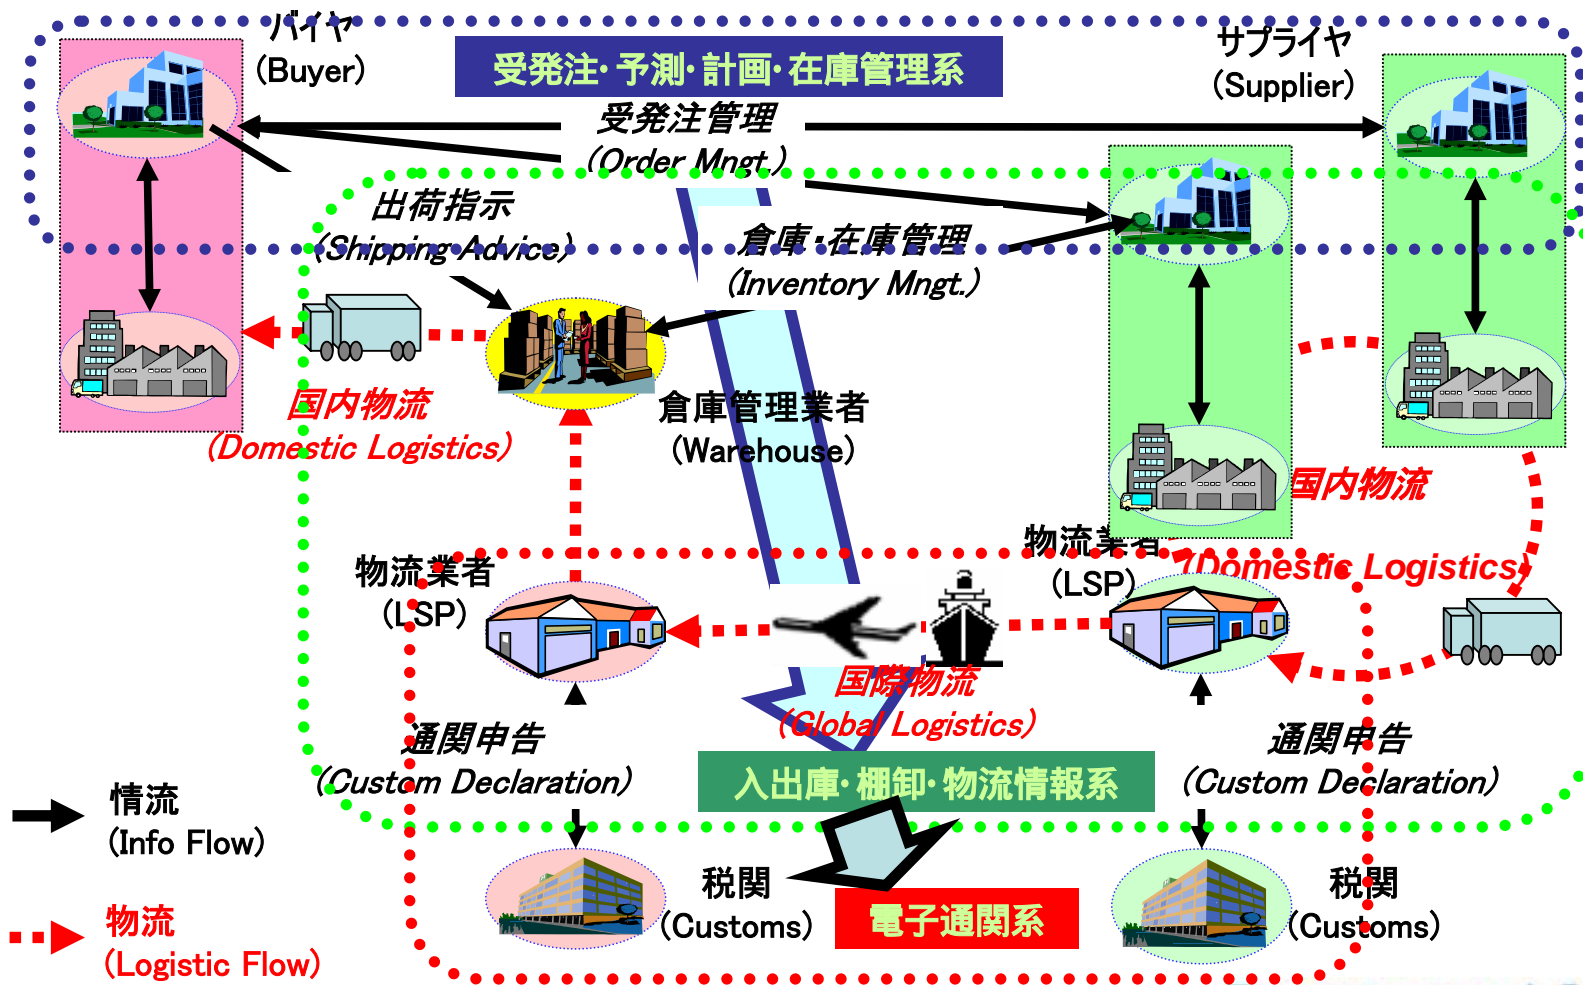 バイヤ
(Buyer)
受発注・予測・計画・在庫管理系
サプライヤ
(Supplier)
受発注管理
(Order Mngt.)
出荷指示
(Shipping Advice)
倉庫・在庫管理
(Inventory Mngt.)
国内物流
(Domestic Logistics)
倉庫管理業者
(Warehouse)
国内物流
(Domestic Logistics)
物流業者
(LSP)
物流業者
(LSP)
国際物流
(Global Logistics)
通関申告
(Custom Declaration)
入出庫・棚卸・物流情報系
通関申告
(Custom Declaration)
情流
(Info Flow)
税関
(Customs)
電子通関系
税関
(Customs)
物流
(Logistic Flow)